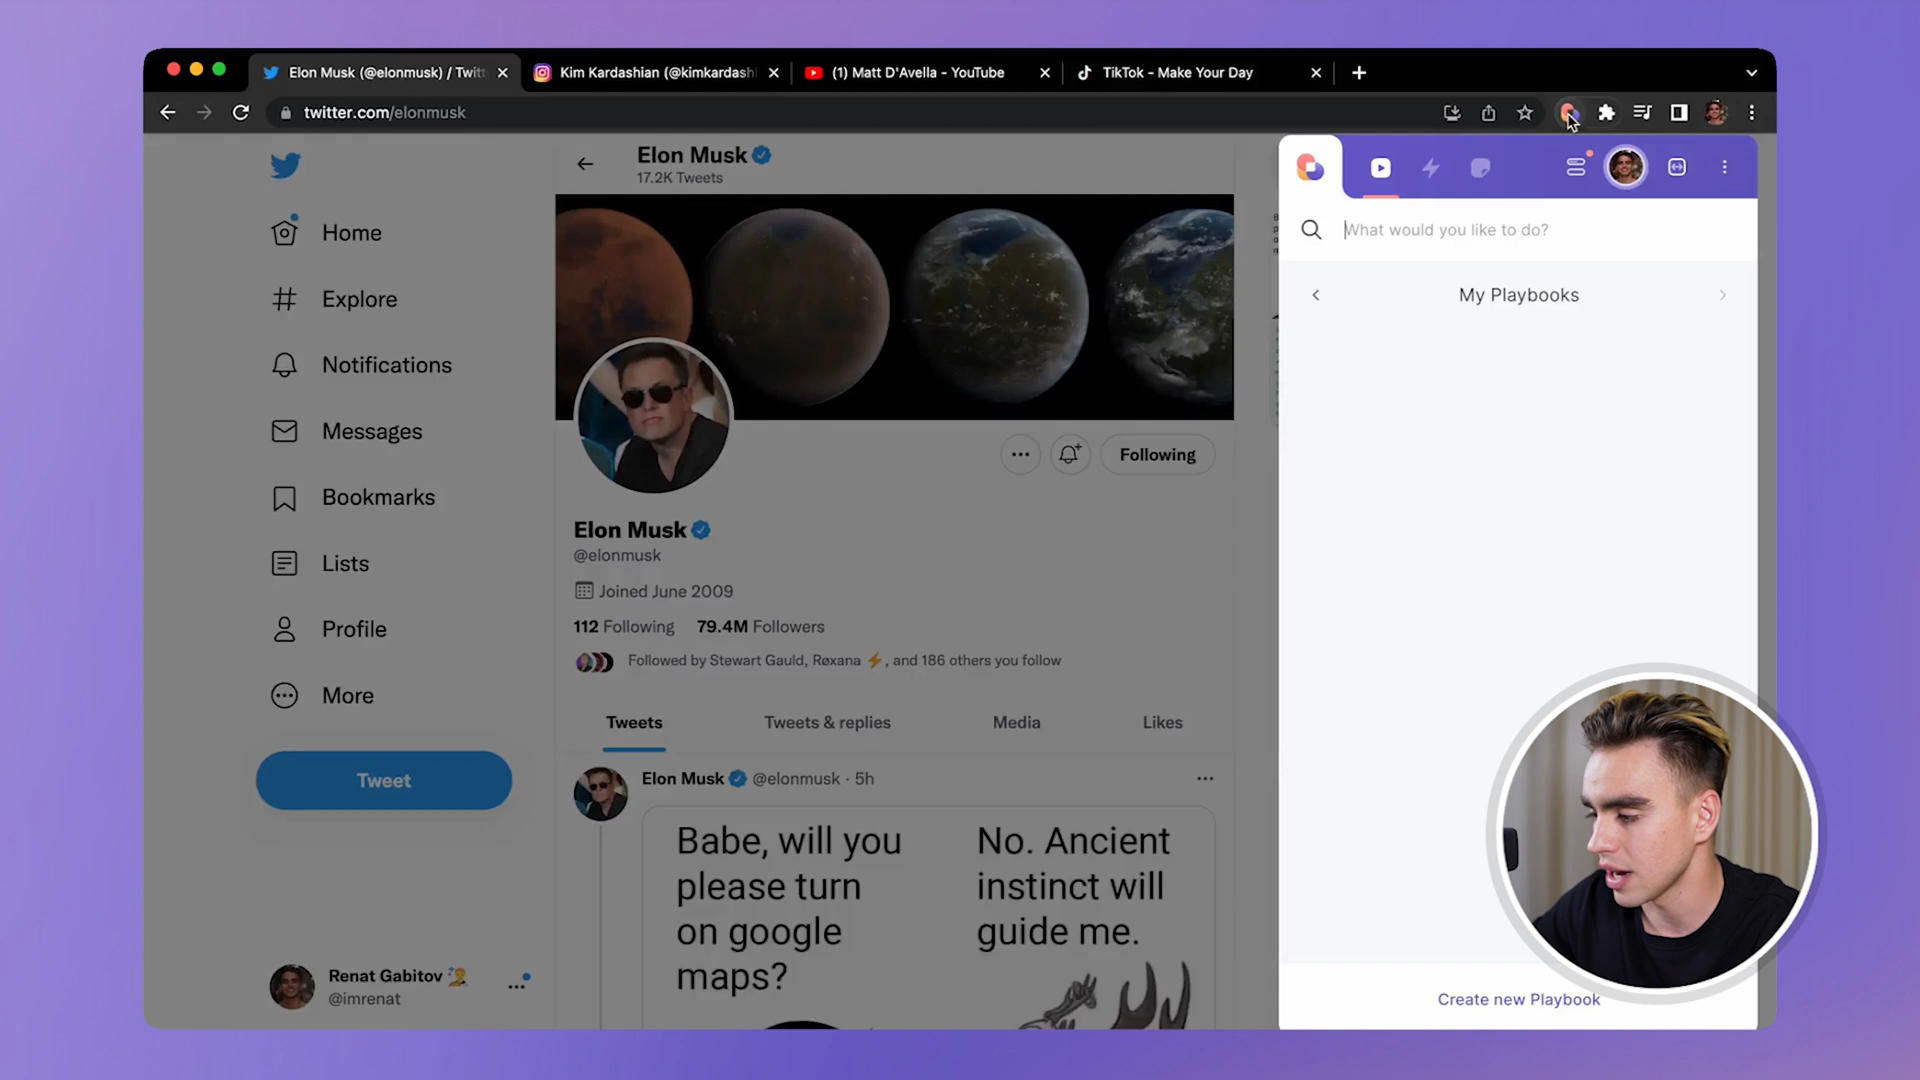 Elon Musk (@elonmusk) / Twitt
Kim Kardashian (@kimkardash
(1) Matt D'Avella - YouTube
TikTok - Make Your Day
twitter.com/elonmusk
Elon Musk
17.2K Tweets
Home
Explore
Notifications
Messages
Bookmarks
Lists
Profile
More
Tweet
Renat Gabitov
@imrenat
Following
Elon Musk
@elonmusk
Joined June 2009
112 Following 79.4M Followers
Followed by Stewart Gauld, Røxana ⚡, and 186 others you follow
Tweets Tweets & replies Media Likes
Elon Musk @elonmusk · 5h
Babe, will you
please turn
on google
maps?
No. Ancient
instinct will
guide me.
What would you like to do?
My Playbooks
Create new Playbook